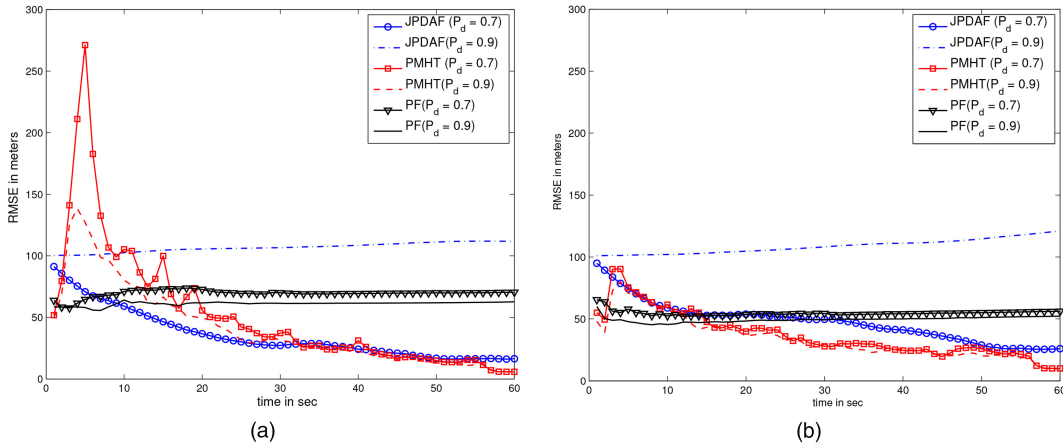 300
250
200
150
100
50
0
RMSE in meters
0 10 20 30 40 50 60
time in sec
JPDAF (P_d = 0.7)
JPDAF(P_d = 0.9)
PMHT (P_d = 0.7)
PMHT(P_d = 0.9)
PF(P_d = 0.7)
PF(P_d = 0.9)
(a)
300
250
200
150
100
50
0
RMSE in meters
0 10 20 30 40 50 60
time in sec
JPDAF (P_d = 0.7)
JPDAF(P_d = 0.9)
PMHT (P_d = 0.7)
PMHT(P_d = 0.9)
PF(P_d = 0.7)
PF(P_d = 0.9)
(b)